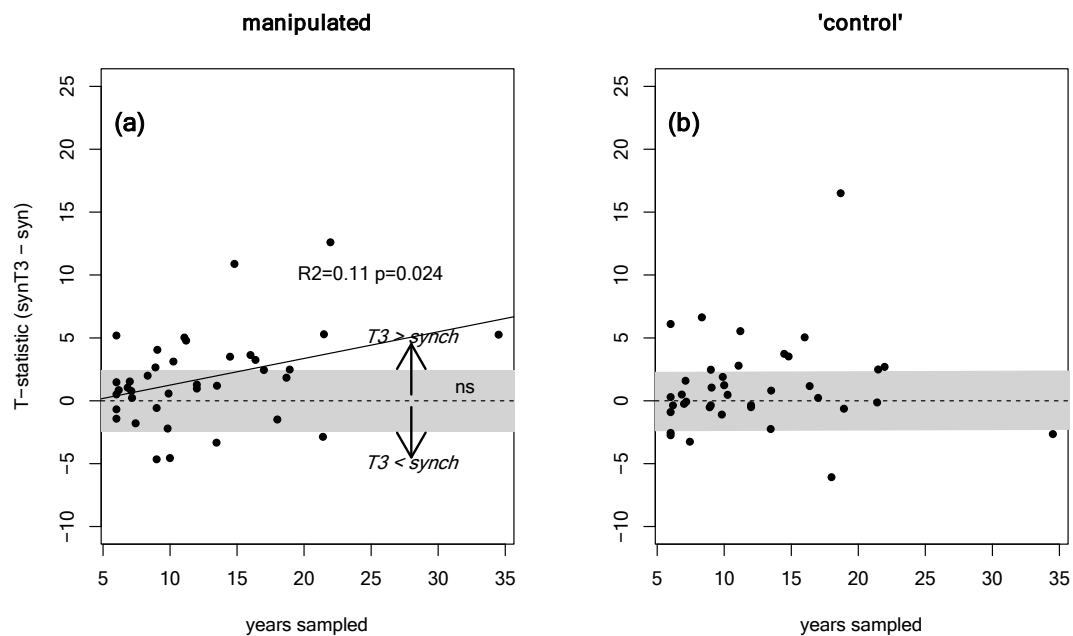 manipulated
'control'
T−statistic (synT3 − syn)
25
20
15
10
5
0
−5
−10
(a)
R2=0.11 p=0.024
T3 > synch
ns
T3 < synch
5 10 15 20 25 30 35
years sampled
25
20
15
10
5
0
−5
−10
(b)
5 10 15 20 25 30 35
years sampled